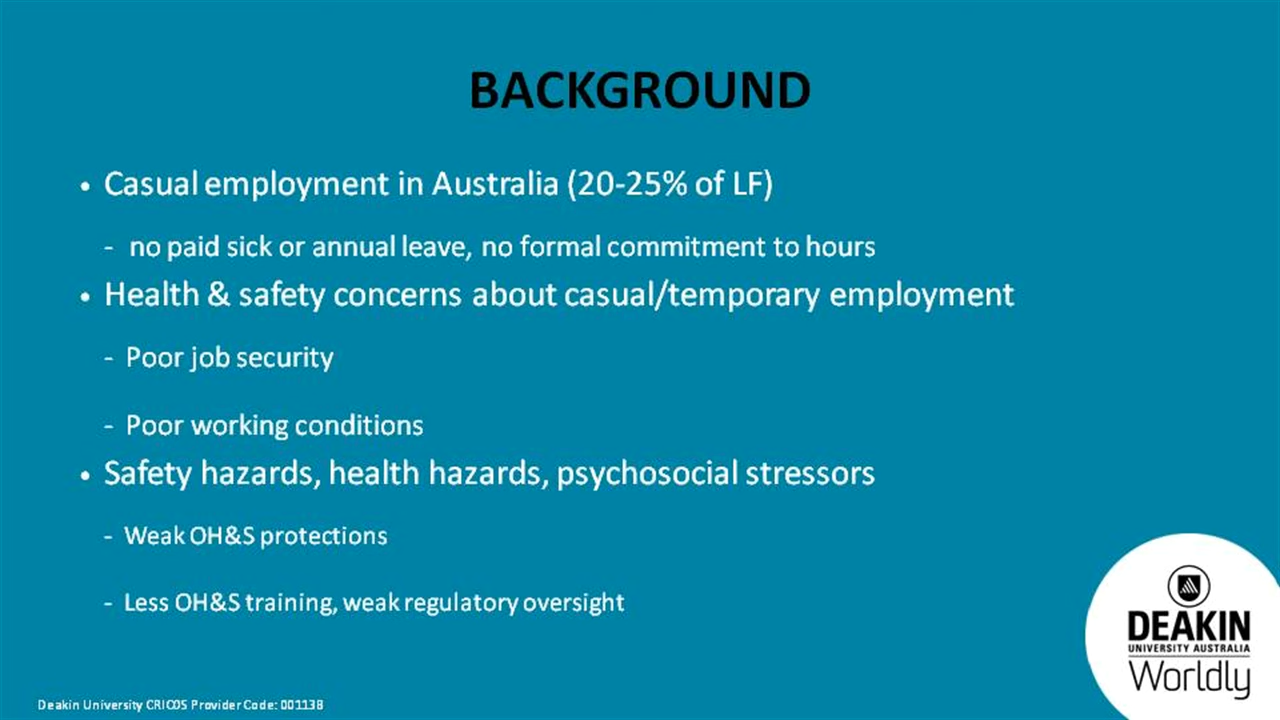 BACKGROUND
• Casual employment in Australia (20-25% of LF)
- no paid sick or annual leave, no formal commitment to hours
• Health & safety concerns about casual/temporary employment
- Poor job security
- Poor working conditions
• Safety hazards, health hazards, psychosocial stressors
- Weak OH&S protections
- Less OH&S training, weak regulatory oversight
DEAKIN
UNIVERSITY AUSTRALIA
Worldly
Deakin University CRICOS Provider Code: 00113B